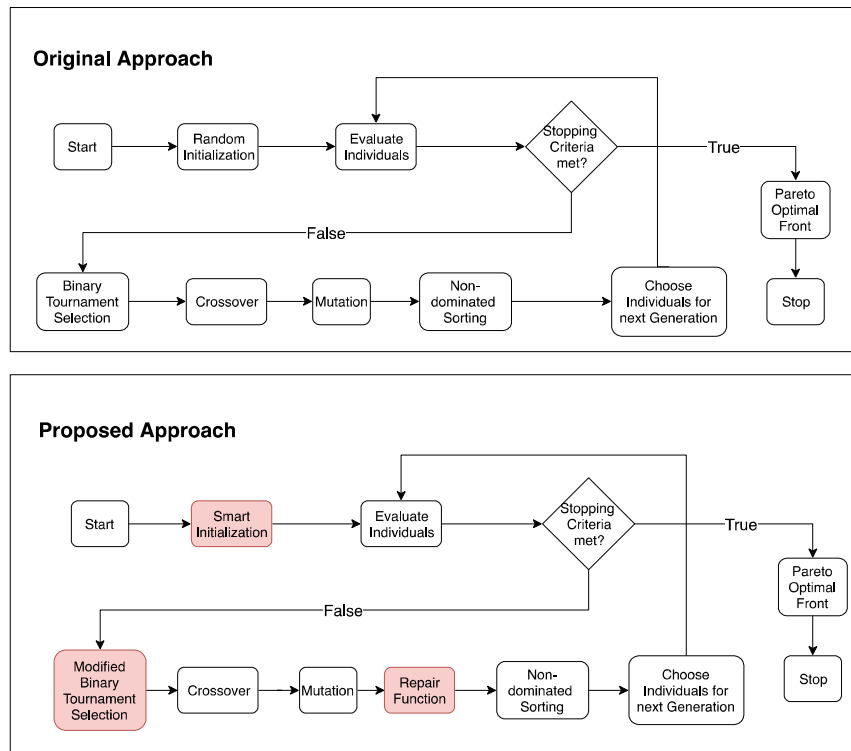 Original Approach
Start
Random
Initialization
Evaluate
Individuals
Stopping
Criteria
met?
True
Pareto
Optimal
Front
False
Binary
Tournament
Selection
Crossover
Mutation
Non-
dominated
Sorting
Choose
Individuals for
next Generation
Stop
Proposed Approach
Start
Smart
Initialization
Evaluate
Individuals
Stopping
Criteria
met?
True
Pareto
Optimal
Front
False
Modified
Binary
Tournament
Selection
Crossover
Mutation
Repair
Function
Non-
dominated
Sorting
Choose
Individuals for
next Generation
Stop